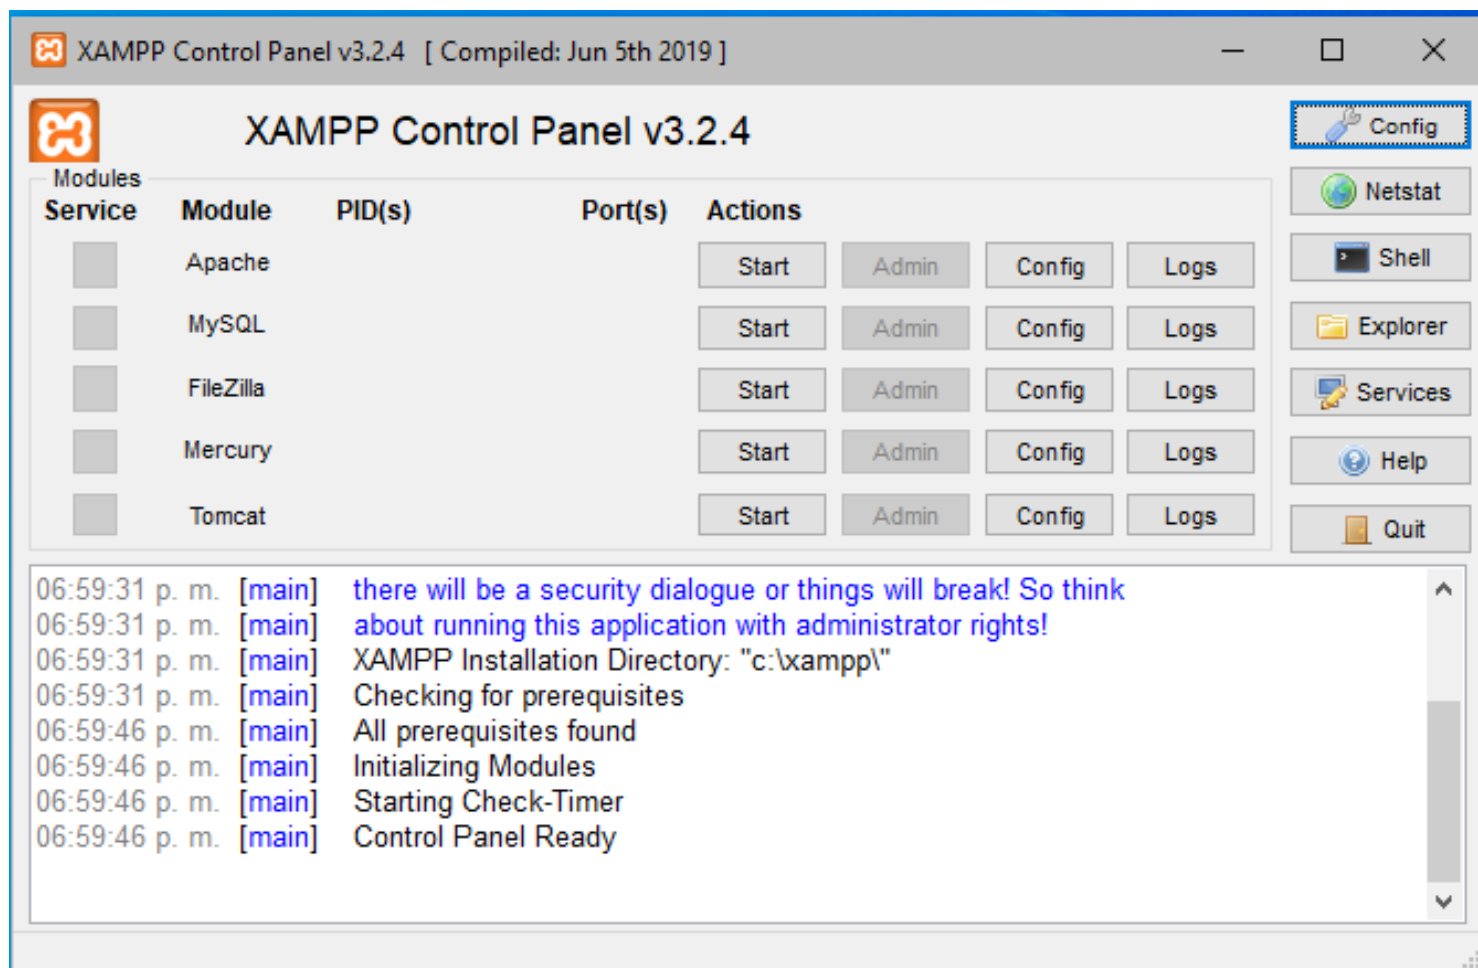 XAMPP Control Panel v3.2.4 [ Compiled: Jun 5th 2019 ]
XAMPP Control Panel v3.2.4
Config
Modules
Netstat
Service Module PID(s) Port(s) Actions
Apache Start Admin Config Logs
Shell
MySQL Start Admin Config Logs
Explorer
FileZilla Start Admin Config Logs
Services
Mercury Start Admin Config Logs
Help
Tomcat Start Admin Config Logs
Quit
06:59:31 p. m. [main] there will be a security dialogue or things will break! So think
06:59:31 p. m. [main] about running this application with administrator rights!
06:59:31 p. m. [main] XAMPP Installation Directory: "c:\xampp\"
06:59:31 p. m. [main] Checking for prerequisites
06:59:46 p. m. [main] All prerequisites found
06:59:46 p. m. [main] Initializing Modules
06:59:46 p. m. [main] Starting Check-Timer
06:59:46 p. m. [main] Control Panel Ready